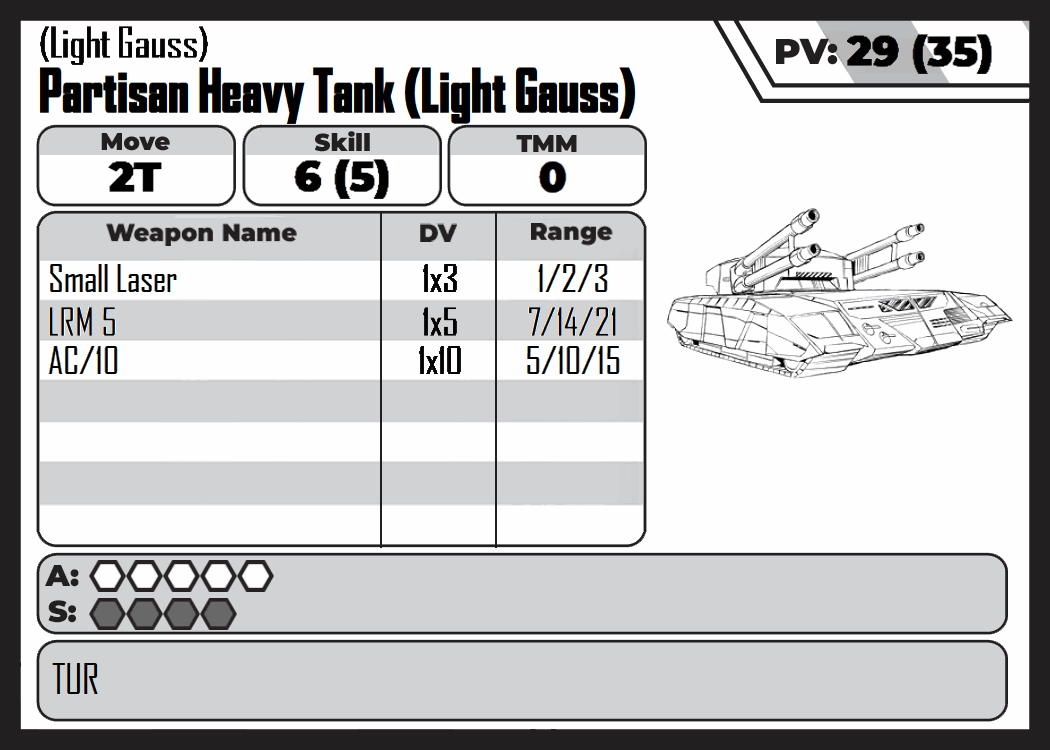 (Light Gauss)
Partisan Heavy Tank (Light Gauss)
PV: 29 (35)
Move Skill TMM
2T 6 (5) 0
Weapon Name DV Range
Small Laser 1x3 1/2/3
LRM 5 1x5 7/14/21
AC/10 1x10 5/10/15
A:
S:
TUR